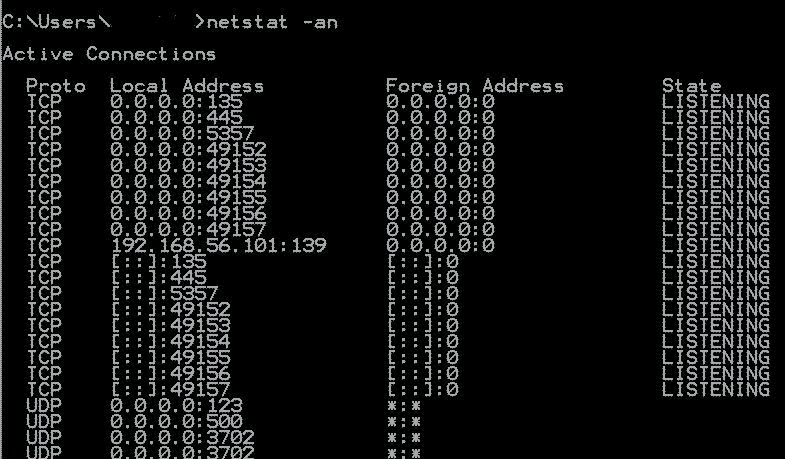 C:\Users\ >netstat -an
Active Connections
Proto Local Address Foreign Address State
TCP 0.0.0.0:135 0.0.0.0:0 LISTENING
TCP 0.0.0.0:445 0.0.0.0:0 LISTENING
TCP 0.0.0.0:5357 0.0.0.0:0 LISTENING
TCP 0.0.0.0:49152 0.0.0.0:0 LISTENING
TCP 0.0.0.0:49153 0.0.0.0:0 LISTENING
TCP 0.0.0.0:49154 0.0.0.0:0 LISTENING
TCP 0.0.0.0:49155 0.0.0.0:0 LISTENING
TCP 0.0.0.0:49156 0.0.0.0:0 LISTENING
TCP 0.0.0.0:49157 0.0.0.0:0 LISTENING
TCP 192.168.56.101:139 0.0.0.0:0 LISTENING
TCP [::]:135 [::]:0 LISTENING
TCP [::]:445 [::]:0 LISTENING
TCP [::]:5357 [::]:0 LISTENING
TCP [::]:49152 [::]:0 LISTENING
TCP [::]:49153 [::]:0 LISTENING
TCP [::]:49154 [::]:0 LISTENING
TCP [::]:49155 [::]:0 LISTENING
TCP [::]:49156 [::]:0 LISTENING
TCP [::]:49157 [::]:0 LISTENING
UDP 0.0.0.0:123 *:*
UDP 0.0.0.0:500 *:*
UDP 0.0.0.0:3702 *:*
UDP 0.0.0.0:3702 *:*